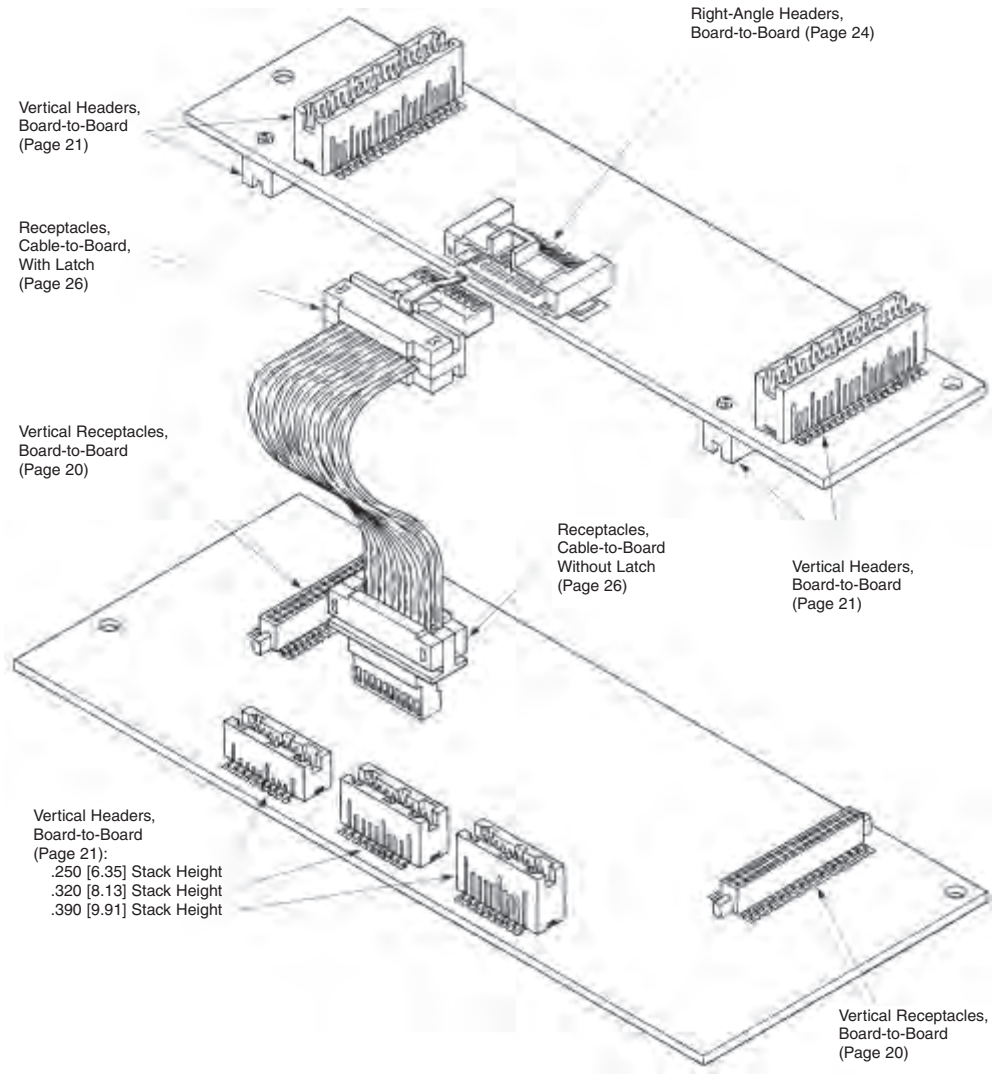 Right-Angle Headers,
Board-to-Board (Page 24)
Vertical Headers,
Board-to-Board
(Page 21)
Receptacles,
Cable-to-Board,
With Latch
(Page 26)
Vertical Receptacles,
Board-to-Board
(Page 20)
Receptacles,
Cable-to-Board
Without Latch
(Page 26)
Vertical Headers,
Board-to-Board
(Page 21)
Vertical Headers,
Board-to-Board
(Page 21):
.250 [6.35] Stack Height
.320 [8.13] Stack Height
.390 [9.91] Stack Height
Vertical Receptacles,
Board-to-Board
(Page 20)